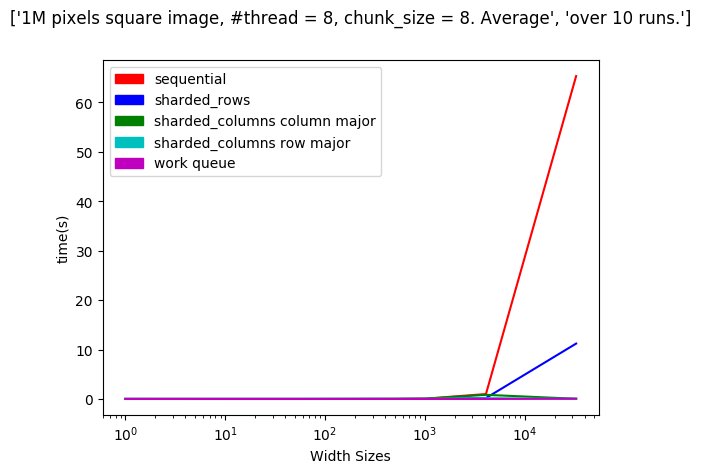 ['1M pixels square image, #thread = 8, chunk_size = 8. Average', 'over 10 runs.']
sequential
sharded_rows
sharded_columns column major
sharded_columns row major
work queue
60
50
40
30
20
10
0
time(s)
10^0 10^1 10^2 10^3 10^4
Width Sizes